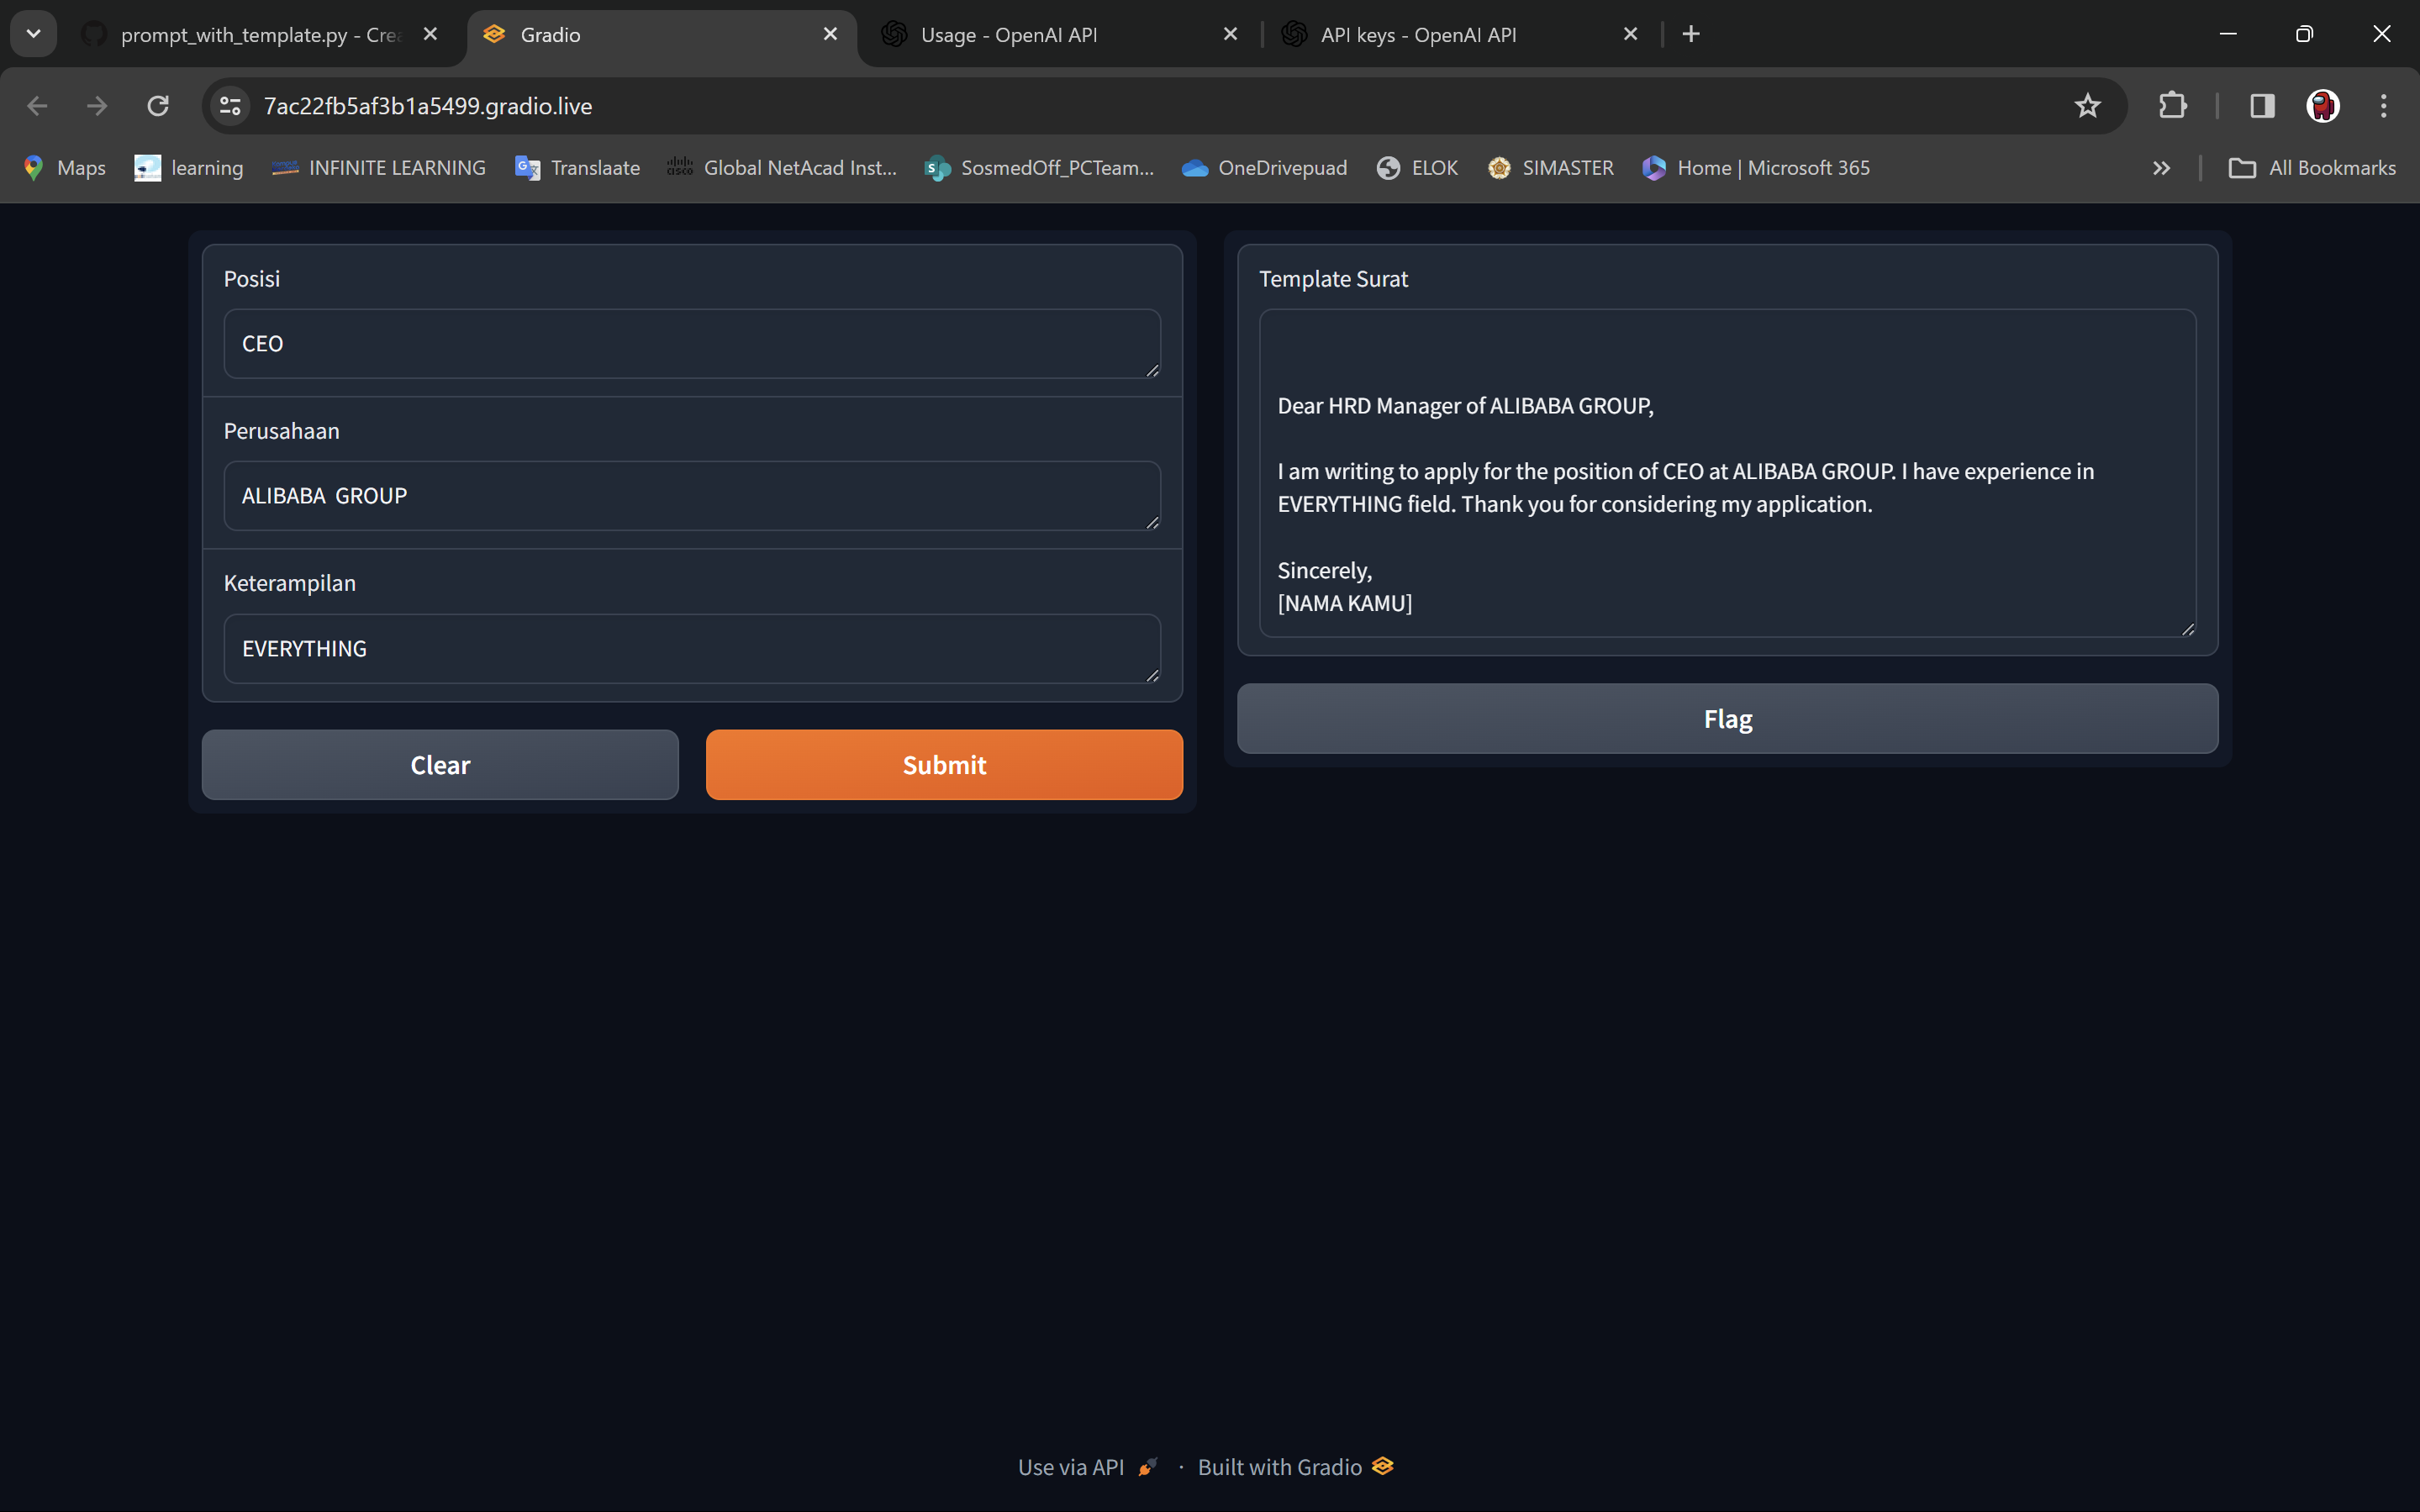 prompt_with_template.py - Crea
Gradio
Usage - OpenAI API
API keys - OpenAI API
7ac22fb5af3b1a5499.gradio.live
Maps
learning
INFINITE LEARNING
Translaate
Global NetAcad Inst...
SosmedOff_PCTeam...
OneDrivepuad
ELOK
SIMASTER
Home | Microsoft 365
All Bookmarks
Posisi
CEO
Perusahaan
ALIBABA  GROUP
Keterampilan
EVERYTHING
Clear
Submit
Template Surat
Dear HRD Manager of ALIBABA GROUP,
I am writing to apply for the position of CEO at ALIBABA GROUP. I have experience in
EVERYTHING field. Thank you for considering my application.
Sincerely,
[NAMA KAMU]
Flag
Use via API
·
Built with Gradio